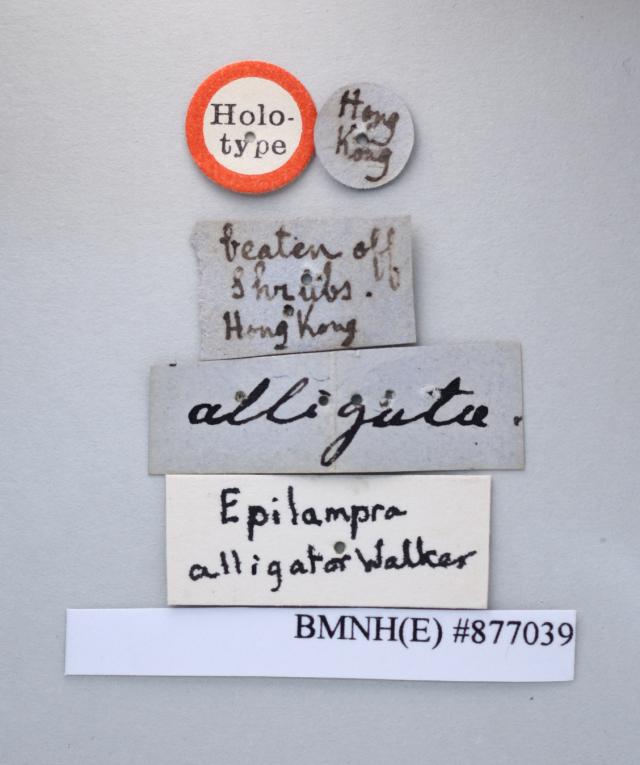 Holo-
type
Hong
Kong
beaten off
shrubs.
Hong Kong
alligata.
Epilampra
alligator Walker
BMNH(E) #877039